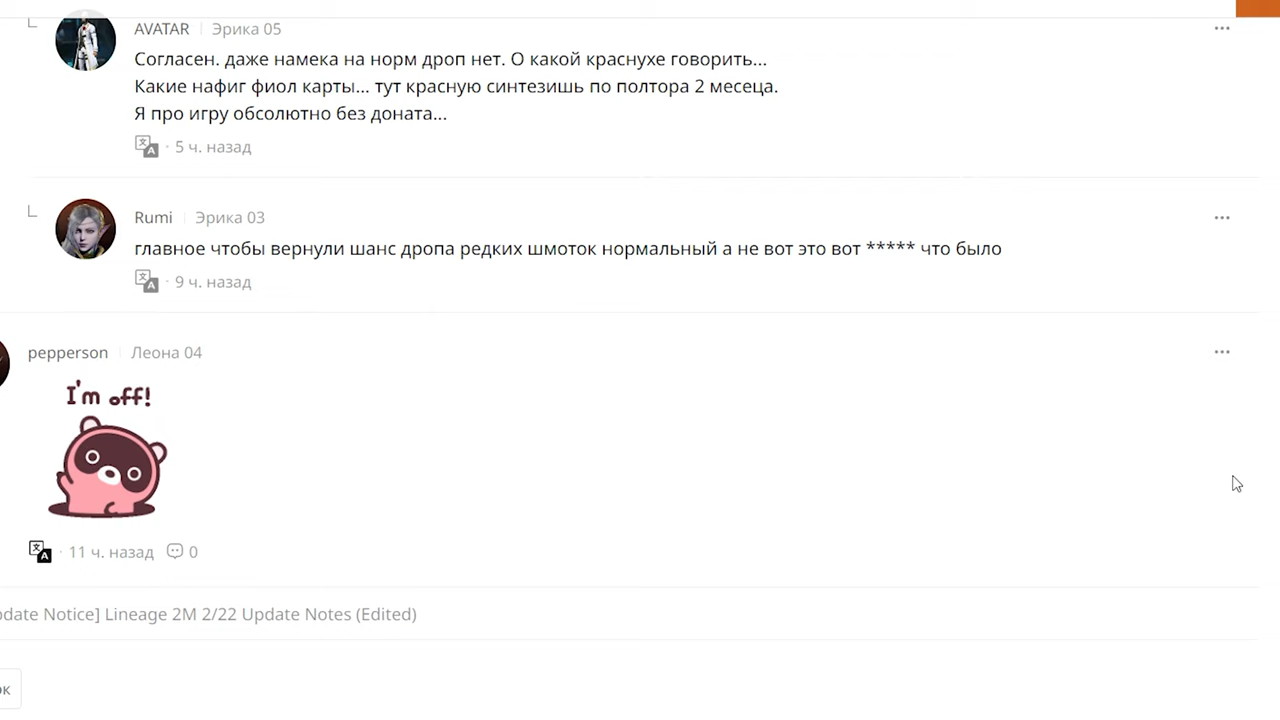 AVATAR Эрика 05
Согласен. даже намека на норм дроп нет. О какой краснухе говорить...
Какие нафиг фиол карты... тут красную синтезишь по полтора 2 месеца.
Я про игру обсолютно без доната...
· 5 ч. назад
Rumi Эрика 03
главное чтобы вернули шанс дропа редких шмоток нормальный а не вот это вот ***** что было
· 9 ч. назад
pepperson Леона 04
I'm off!
· 11 ч. назад 0
pdate Notice] Lineage 2M 2/22 Update Notes (Edited)
ок